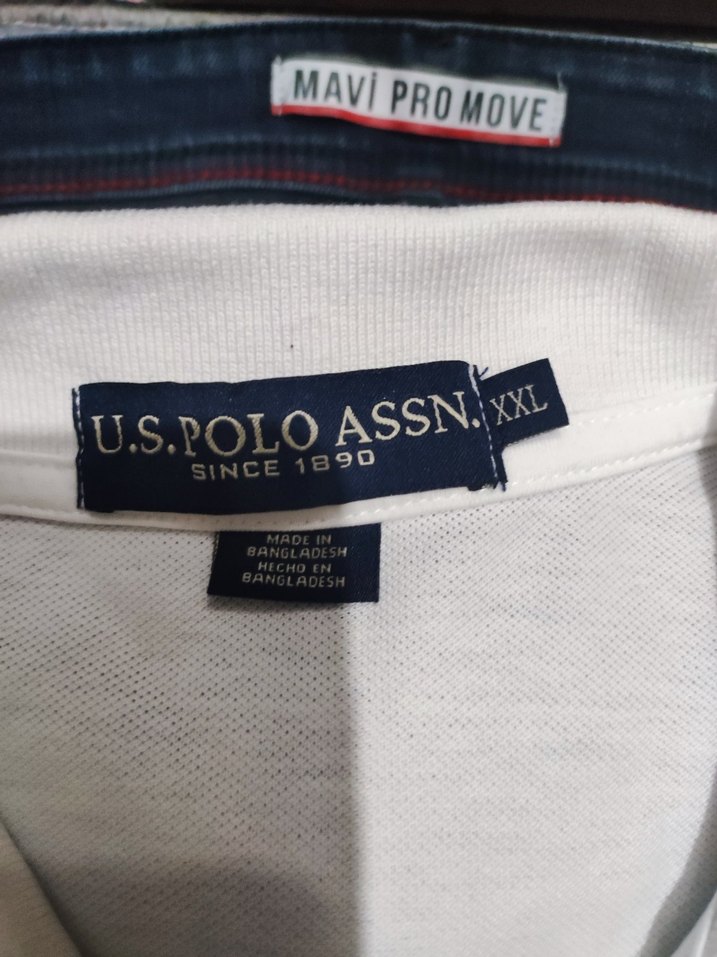 MAVİ PRO MOVE
U.S. POLO ASSN.
XXL
SINCE 1890
MADE IN
BANGLADESH
HECHO EN
BANGLADESH